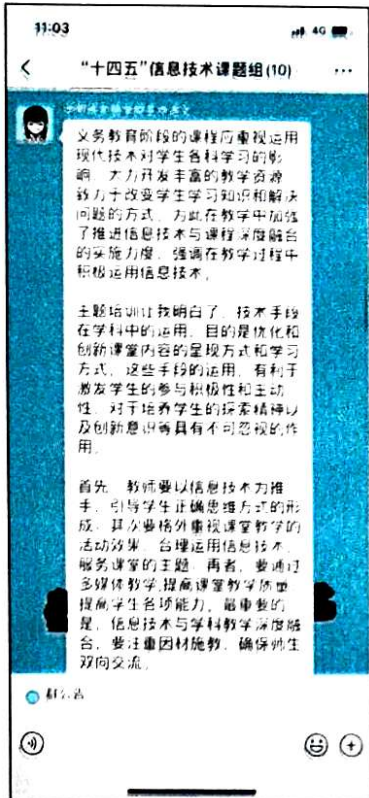 11:03
4G
“十四五”信息技术课题组(10)
义务教育阶段的课程应重视运用
现代技术对学生各科学习的影
响，大力开发丰富的教学资源，
致力于改变学生学习知识和解决
问题的方式，为此在教学中加强
了推进信息技术与课程深度融合
的实施力度，强调在教学过程中
积极运用信息技术。
主题培训让我明白了，技术手段
在学科中的运用，目的是优化和
创新课堂内容的呈现方式和学习
方式，这些手段的运用，有利于
激发学生的参与积极性和主动
性，对于培养学生的探索精神以
及创新意识等具有不可忽视的作
用。
首先，教师要以信息技术为推
手，引导学生正确思维方式的形
成；其次要格外重视课堂教学的
活动效果，合理运用信息技术，
服务课堂的主题；再者，要通过
多媒体教学,提高课堂教学质量，
提高学生各项能力，最重要的
是，信息技术与学科教学深度融
合，要注重因材施教，确保师生
双向交流。
群公告